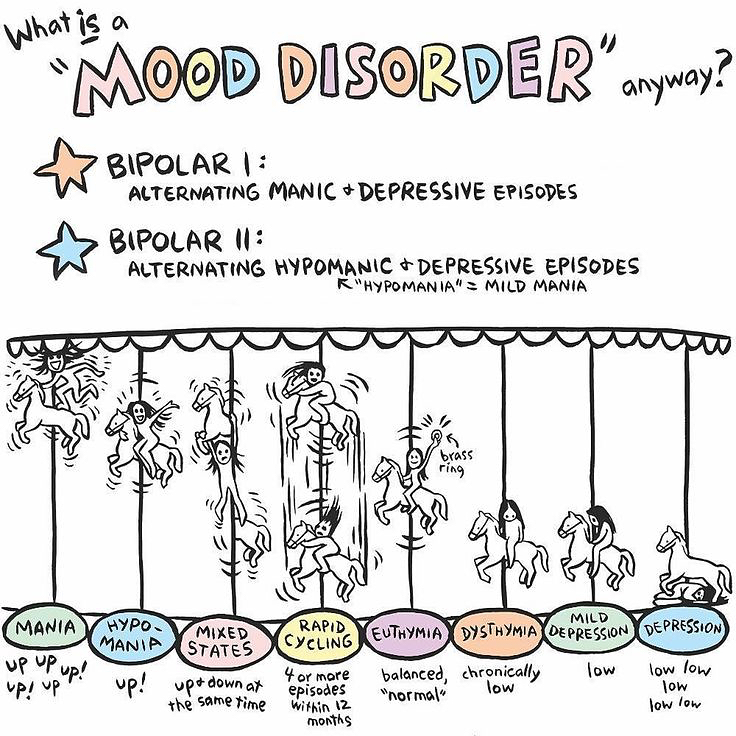 What is a
"MOOD DISORDER" anyway?
BIPOLAR I:
ALTERNATING MANIC + DEPRESSIVE EPISODES
BIPOLAR II:
ALTERNATING HYPOMANIC + DEPRESSIVE EPISODES
"HYPOMANIA" = MILD MANIA
brass
ring
MANIA
up up up!
up! up
HYPO-
MANIA
up!
MIXED
STATES
up + down at
the same time
RAPID
CYCLING
4 or more
episodes
within 12
months
EUTHYMIA
balanced,
"normal"
DYSTHYMIA
chronically
low
MILD
DEPRESSION
low
DEPRESSION
low low
low
low low